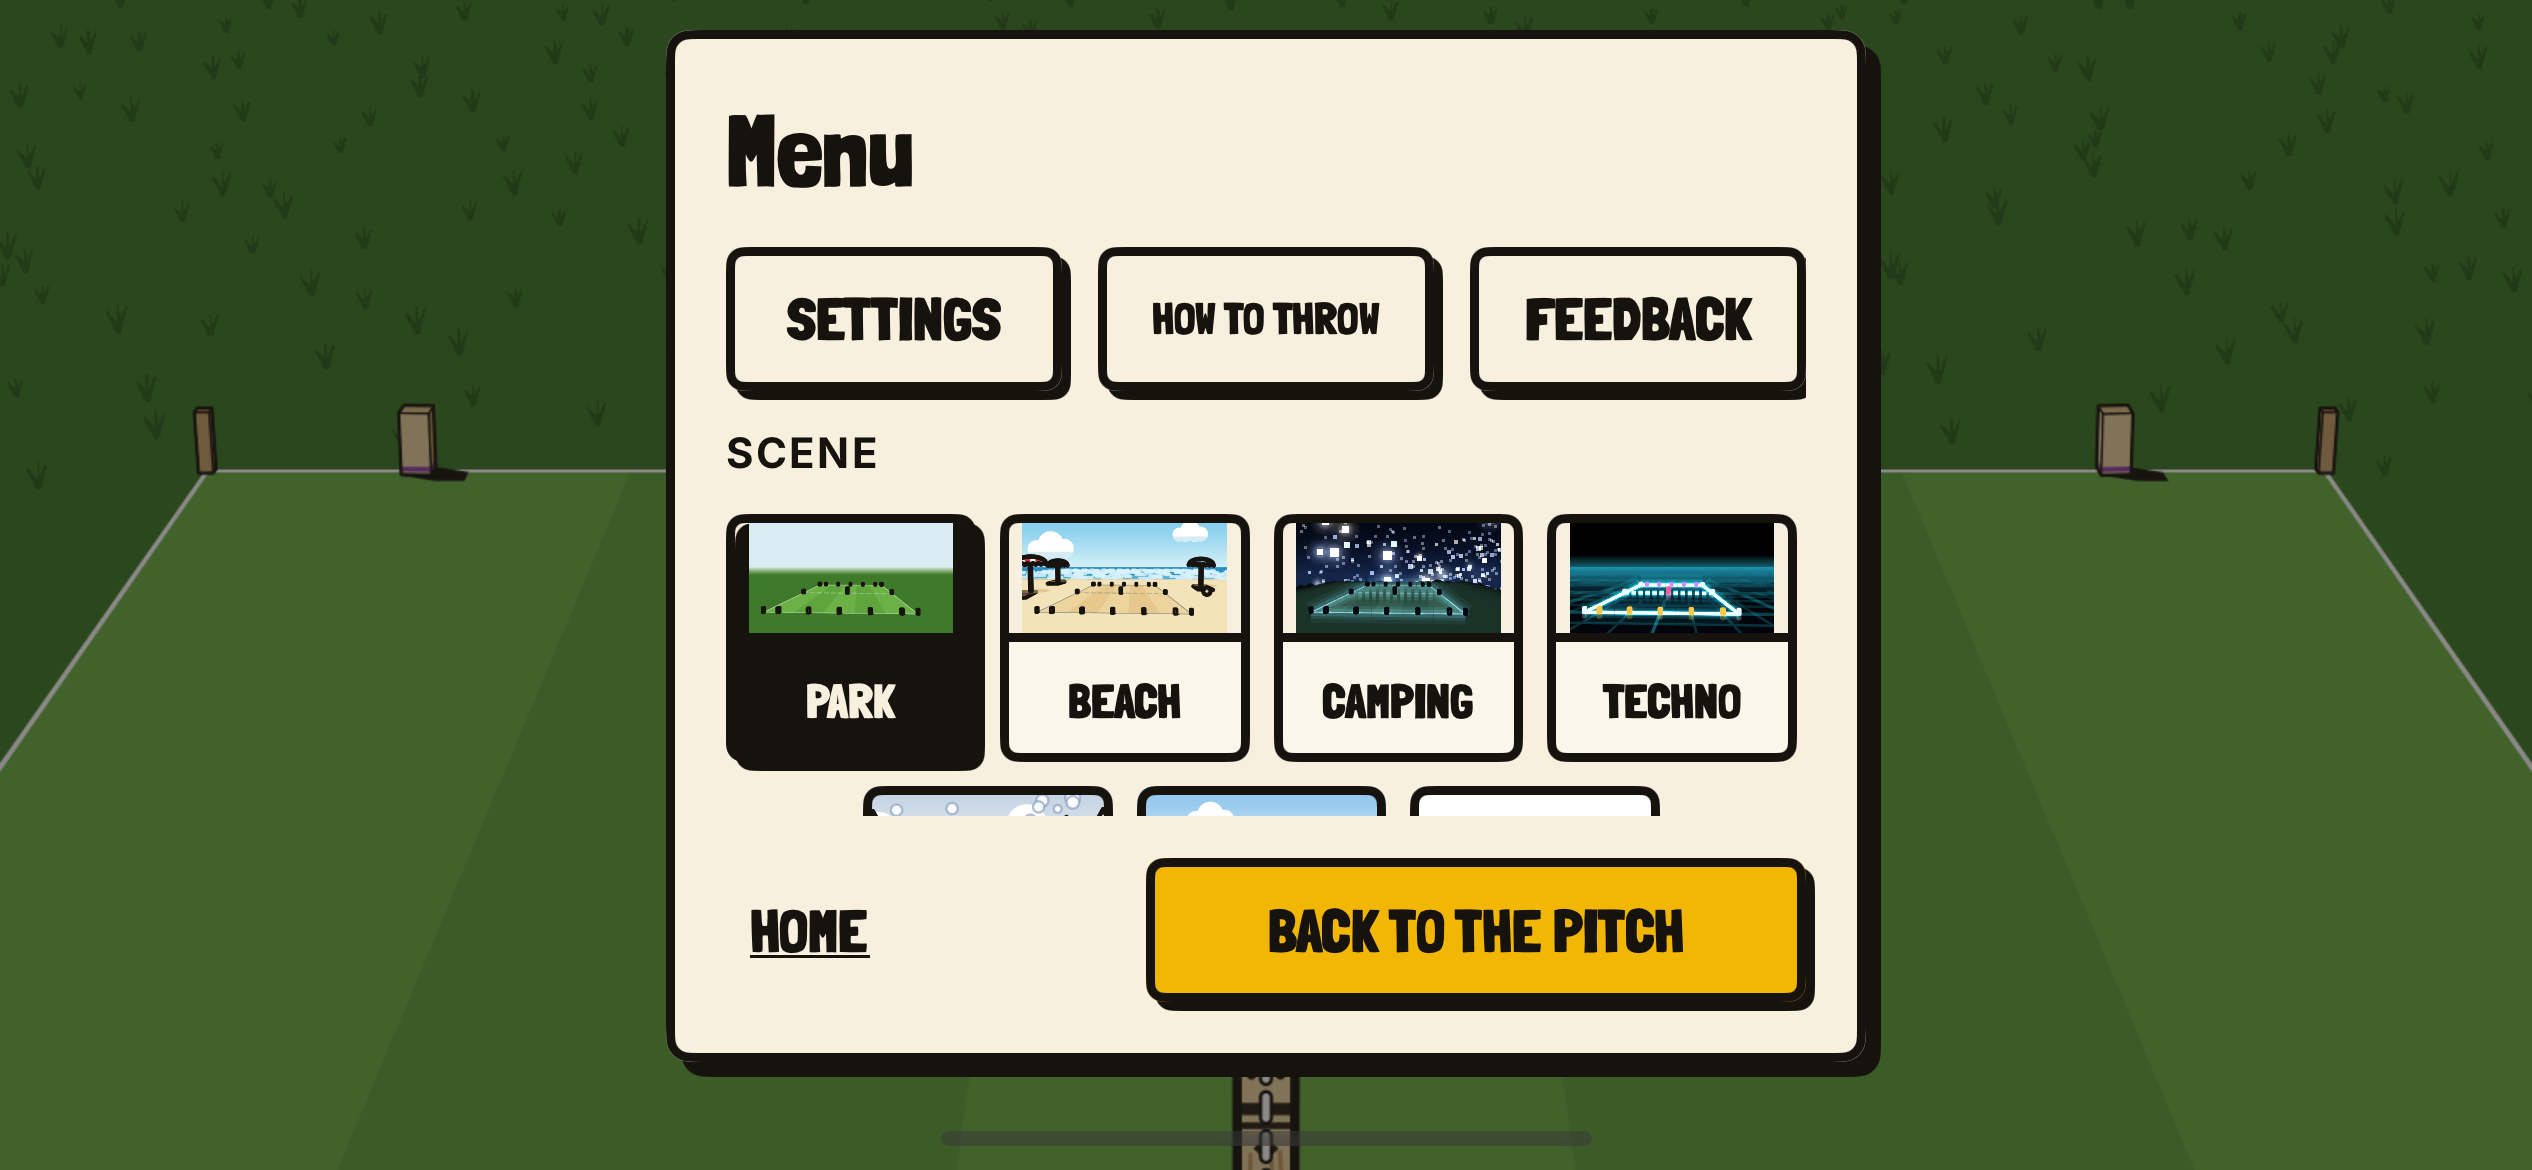 Menu
SETTINGS
HOW TO THROW
FEEDBACK
SCENE
PARK
BEACH
CAMPING
TECHNO
HOME
BACK TO THE PITCH